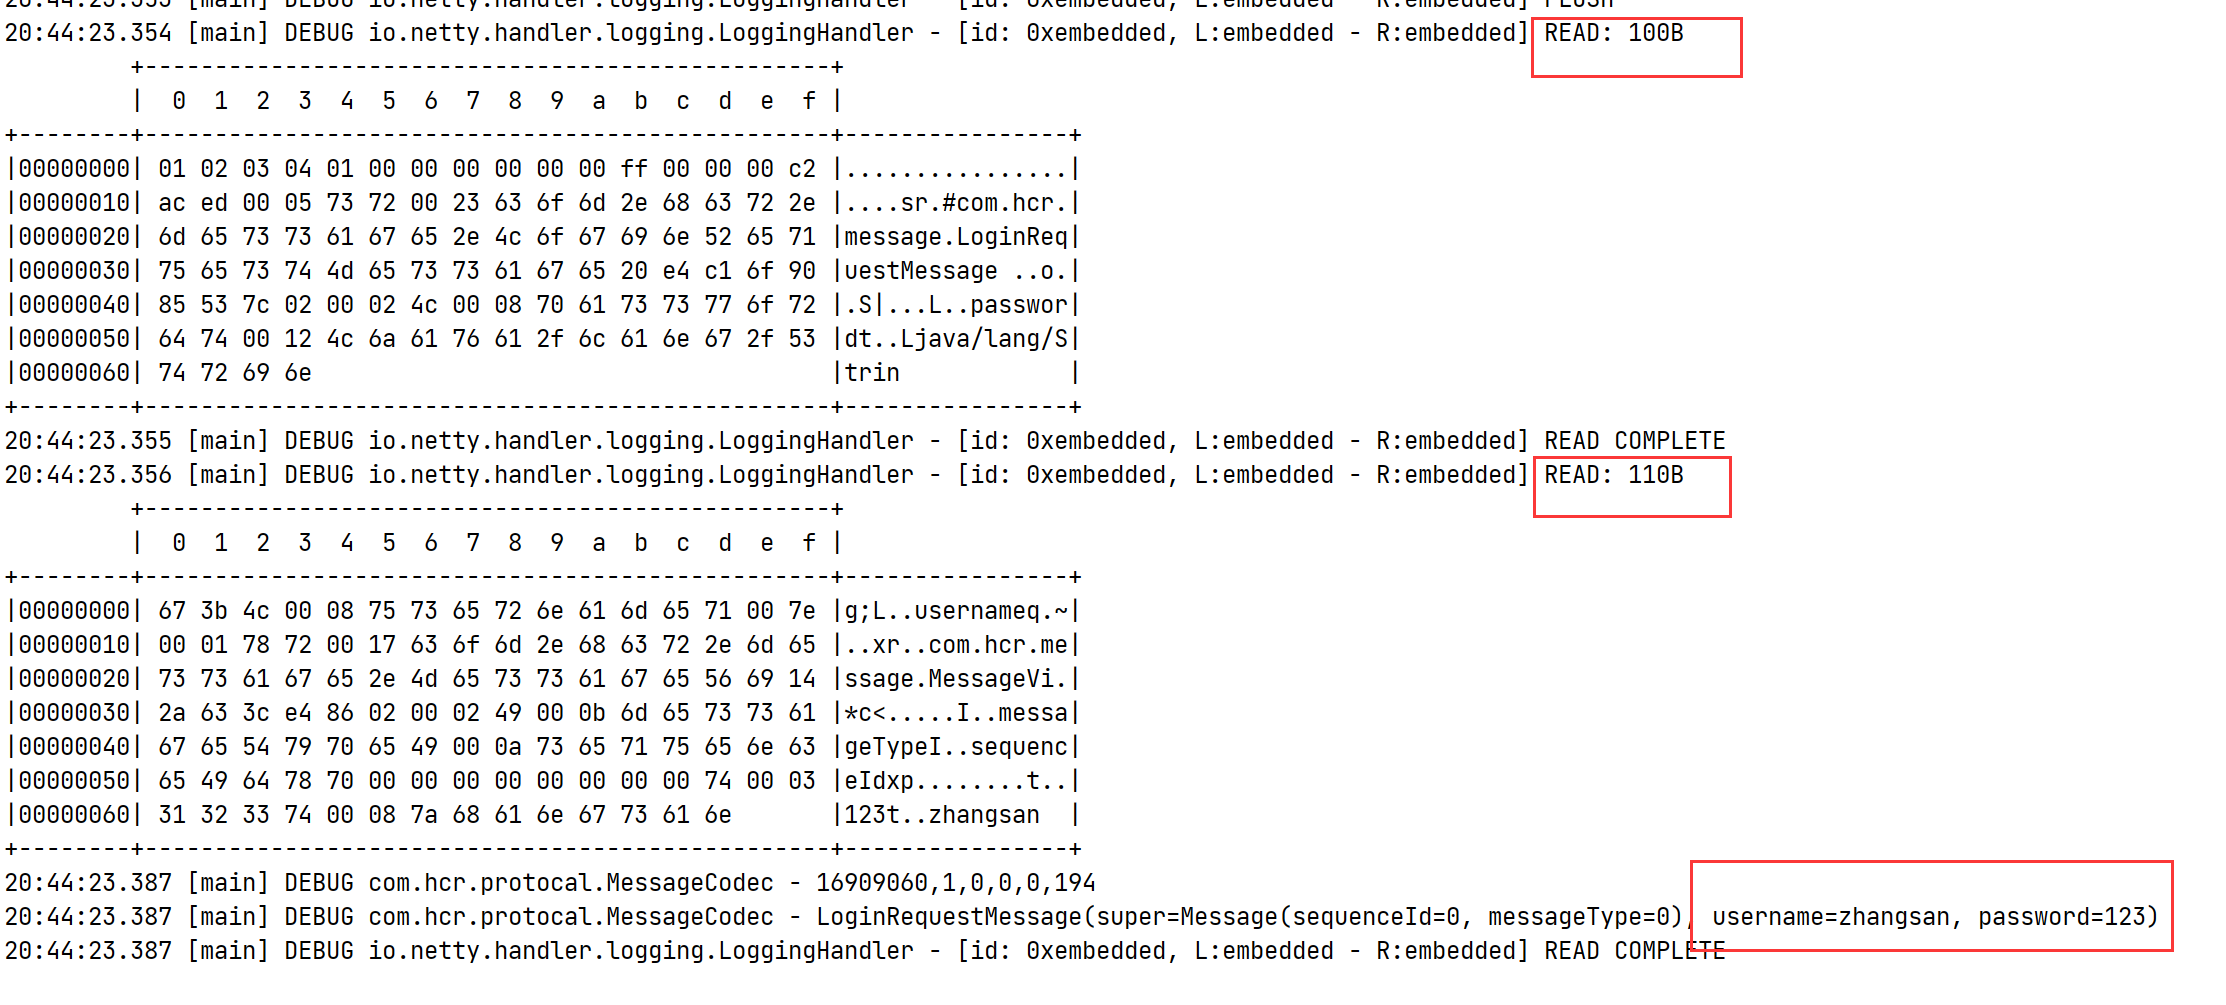 20:44:23.353 [main] DEBUG io.netty.handler.logging.LoggingHandler - [id: 0xembedded, L:embedded - R:embedded] FLUSH
20:44:23.354 [main] DEBUG io.netty.handler.logging.LoggingHandler - [id: 0xembedded, L:embedded - R:embedded] READ: 100B
         +-------------------------------------------------+
         |  0  1  2  3  4  5  6  7  8  9  a  b  c  d  e  f |
+--------+-------------------------------------------------+----------------+
|00000000| 01 02 03 04 01 00 00 00 00 00 00 ff 00 00 00 c2 |................|
|00000010| ac ed 00 05 73 72 00 23 63 6f 6d 2e 68 63 72 2e |....sr.#com.hcr.|
|00000020| 6d 65 73 73 61 67 65 2e 4c 6f 67 69 6e 52 65 71 |message.LoginReq|
|00000030| 75 65 73 74 4d 65 73 73 61 67 65 20 e4 c1 6f 90 |uestMessage ..o.|
|00000040| 85 53 7c 02 00 02 4c 00 08 70 61 73 73 77 6f 72 |.S|...L..passwor|
|00000050| 64 74 00 12 4c 6a 61 76 61 2f 6c 61 6e 67 2f 53 |dt..Ljava/lang/S|
|00000060| 74 72 69 6e                                     |trin            |
+--------+-------------------------------------------------+----------------+
20:44:23.355 [main] DEBUG io.netty.handler.logging.LoggingHandler - [id: 0xembedded, L:embedded - R:embedded] READ COMPLETE
20:44:23.356 [main] DEBUG io.netty.handler.logging.LoggingHandler - [id: 0xembedded, L:embedded - R:embedded] READ: 110B
         +-------------------------------------------------+
         |  0  1  2  3  4  5  6  7  8  9  a  b  c  d  e  f |
+--------+-------------------------------------------------+----------------+
|00000000| 67 3b 4c 00 08 75 73 65 72 6e 61 6d 65 71 00 7e |g;L..usernameq.~|
|00000010| 00 01 78 72 00 17 63 6f 6d 2e 68 63 72 2e 6d 65 |..xr..com.hcr.me|
|00000020| 73 73 61 67 65 2e 4d 65 73 73 61 67 65 56 69 14 |ssage.MessageVi.|
|00000030| 2a 63 3c e4 86 02 00 02 49 00 0b 6d 65 73 73 61 |*c<.....I..messa|
|00000040| 67 65 54 79 70 65 49 00 0a 73 65 71 75 65 6e 63 |geTypeI..sequenc|
|00000050| 65 49 64 78 70 00 00 00 00 00 00 00 00 74 00 03 |eIdxp........t..|
|00000060| 31 32 33 74 00 08 7a 68 61 6e 67 73 61 6e       |123t..zhangsan  |
+--------+-------------------------------------------------+----------------+
20:44:23.387 [main] DEBUG com.hcr.protocal.MessageCodec - 16909060,1,0,0,0,194
20:44:23.387 [main] DEBUG com.hcr.protocal.MessageCodec - LoginRequestMessage(super=Message(sequenceId=0, messageType=0), username=zhangsan, password=123)
20:44:23.387 [main] DEBUG io.netty.handler.logging.LoggingHandler - [id: 0xembedded, L:embedded - R:embedded] READ COMPLETE